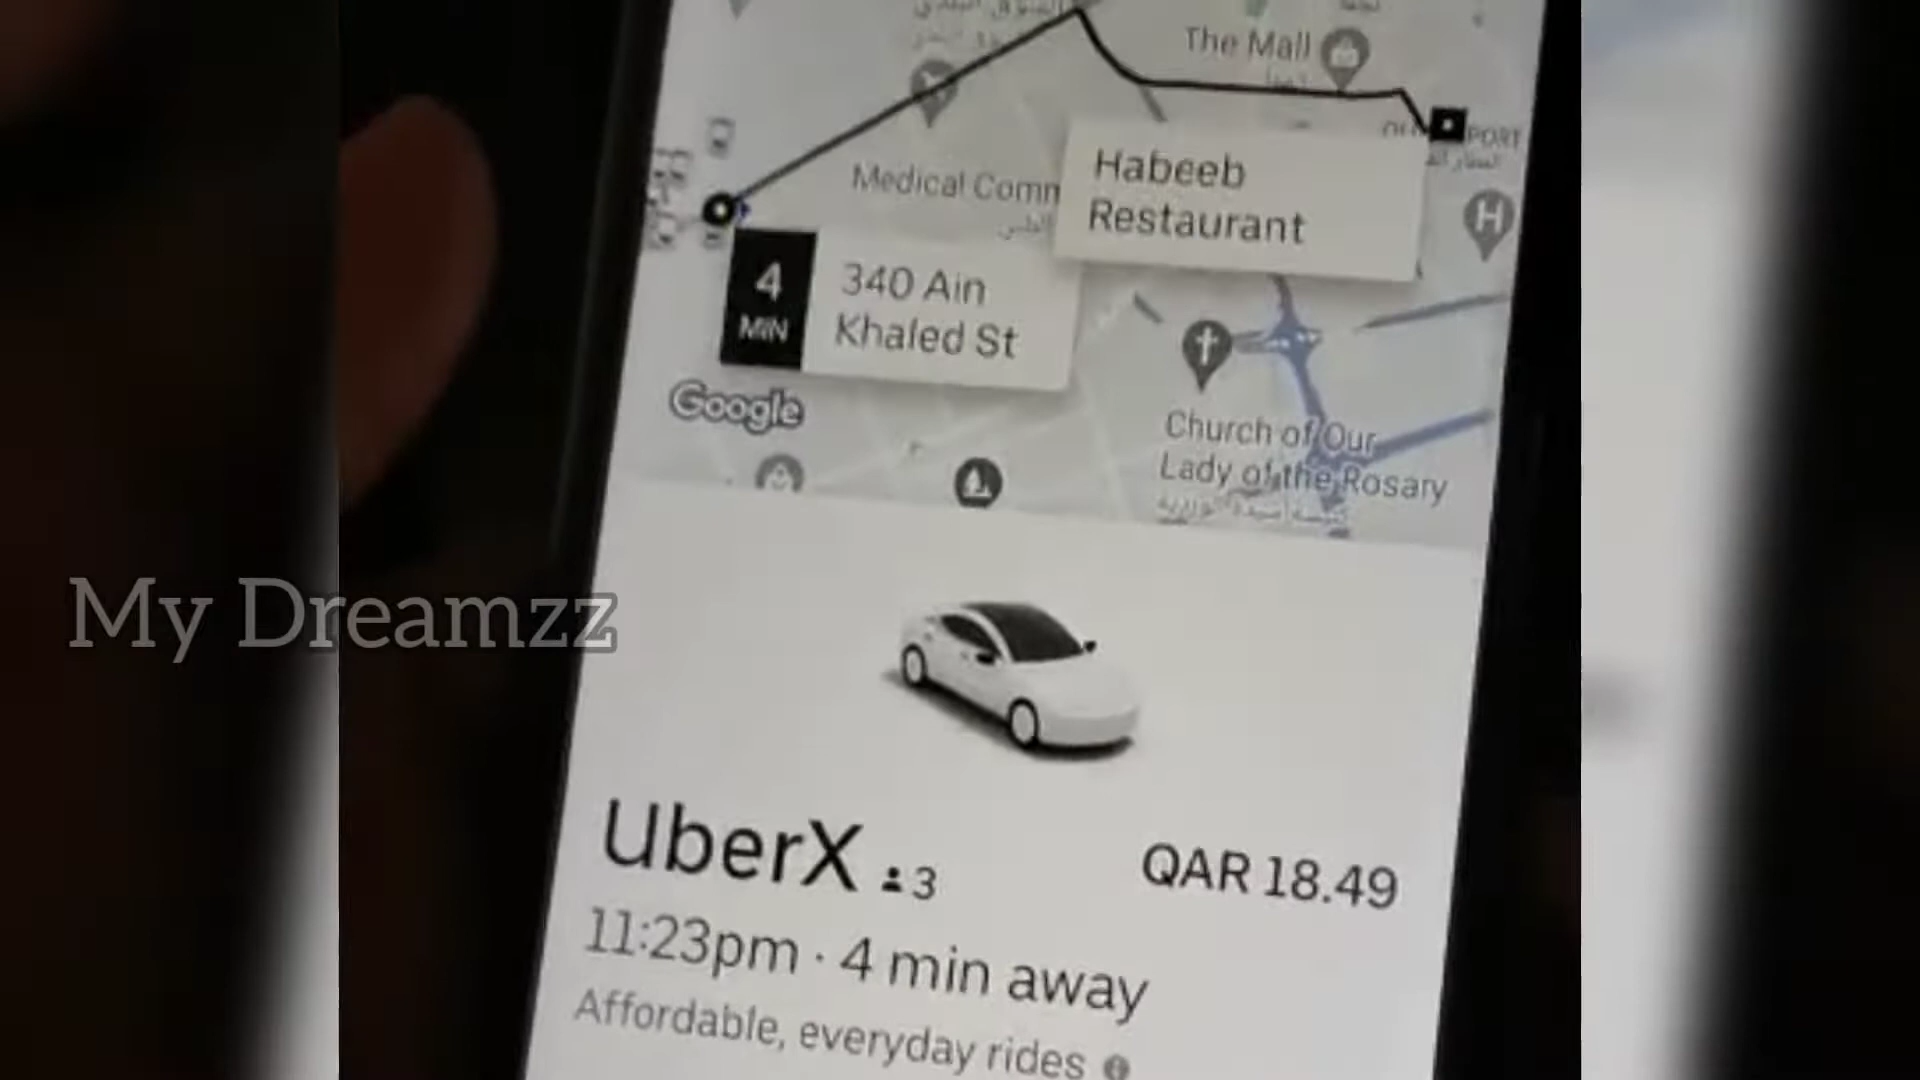 The Mall
PORT
Habeeb
Restaurant
Medical Comm
4
MIN
340 Ain
Khaled St
Google
H
Church of Our
Lady of the Rosary
My Dreamzz
UberX 3
QAR 18.49
11:23pm · 4 min away
Affordable, everyday rides